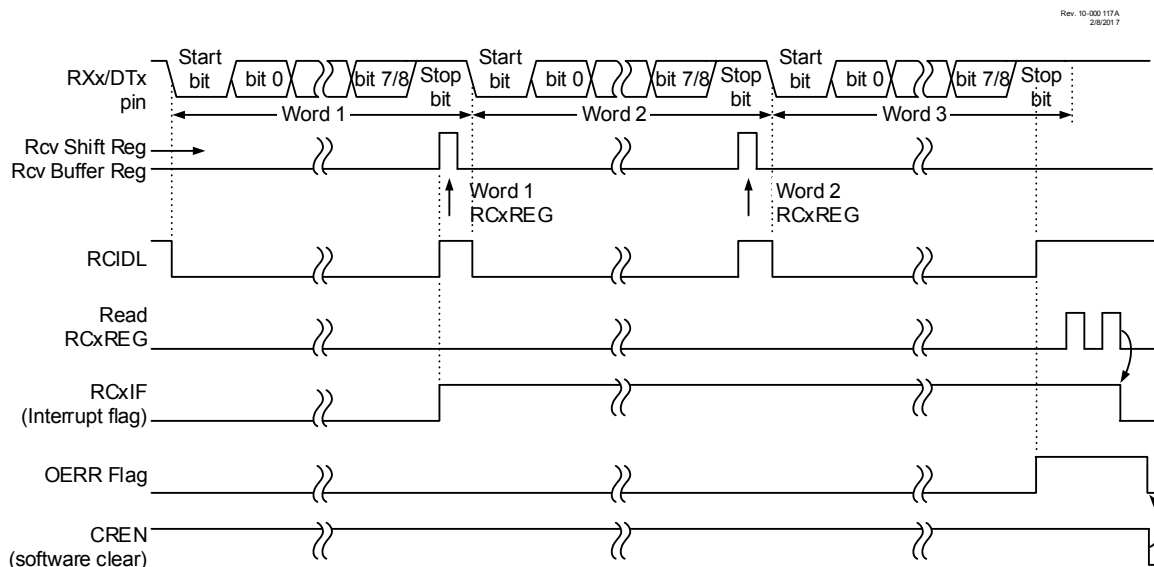 Rev. 10-000 117A
2/8/201 7
RXx/DTx
pin
Start
bit
bit 0
bit 7/8
Stop
bit
Start
bit
bit 0
bit 7/8
Stop
bit
Start
bit
bit 0
bit 7/8
Stop
bit
Word 1
Word 2
Word 3
Rcv Shift Reg
Rcv Buffer Reg
Word 1
RCxREG
Word 2
RCxREG
RCIDL
Read
RCxREG
RCxIF
(Interrupt flag)
OERR Flag
CREN
(software clear)